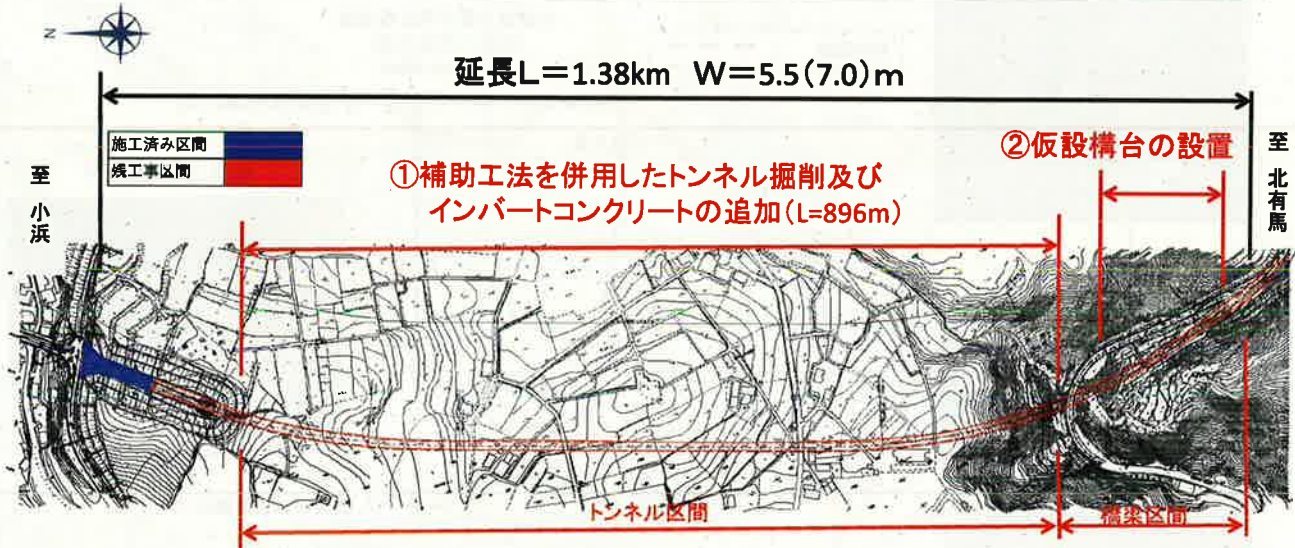 N
延長L=1.38km W=5.5(7.0)m
施工済み区間
残工事区間
②仮設構台の設置
至 小浜
至 北有馬
①補助工法を併用したトンネル掘削及び
インバートコンクリートの追加(L=896m)
トンネル区間
橋梁区間